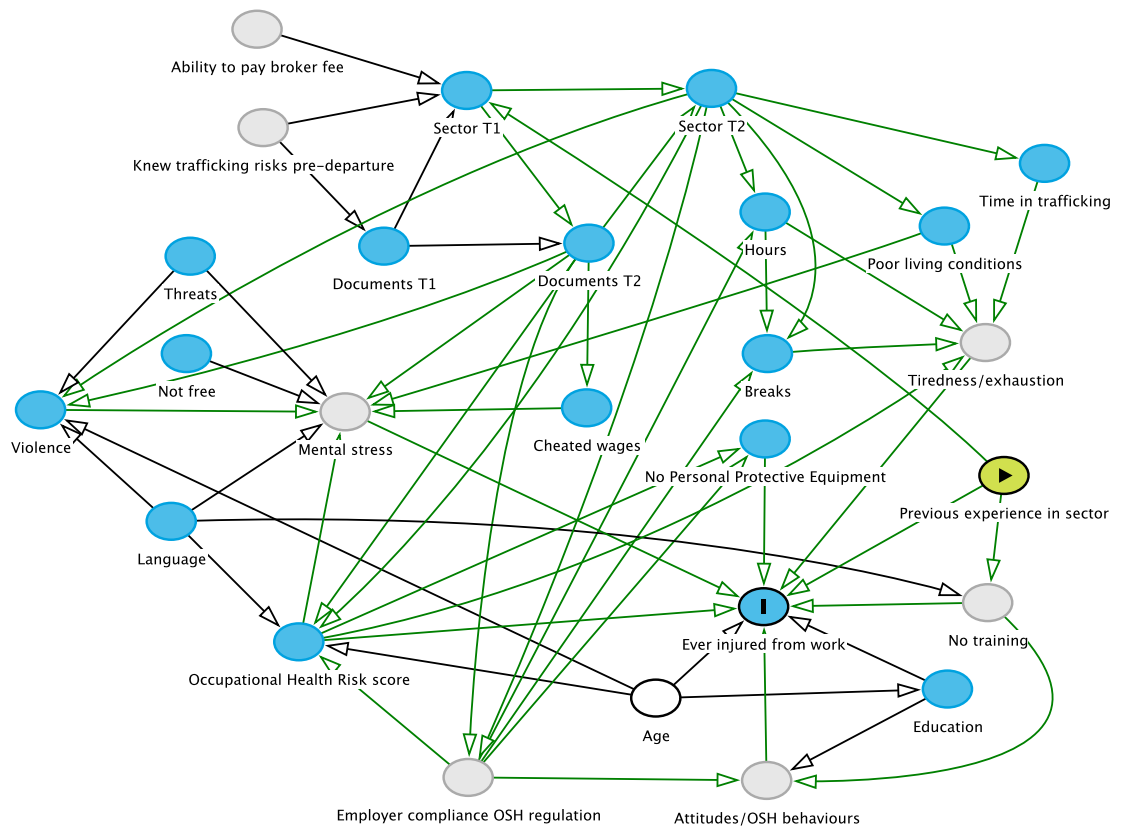 Ability to pay broker fee
Sector T1
Sector T2
Knew trafficking risks pre-departure
Time in trafficking
Hours
Poor living conditions
Documents T1
Documents T2
Threats
Tiredness/exhaustion
Not free
Breaks
Violence
Mental stress
Cheated wages
No Personal Protective Equipment
Previous experience in sector
Language
Ever injured from work
No training
Occupational Health Risk score
Age
Education
Employer compliance OSH regulation
Attitudes/OSH behaviours